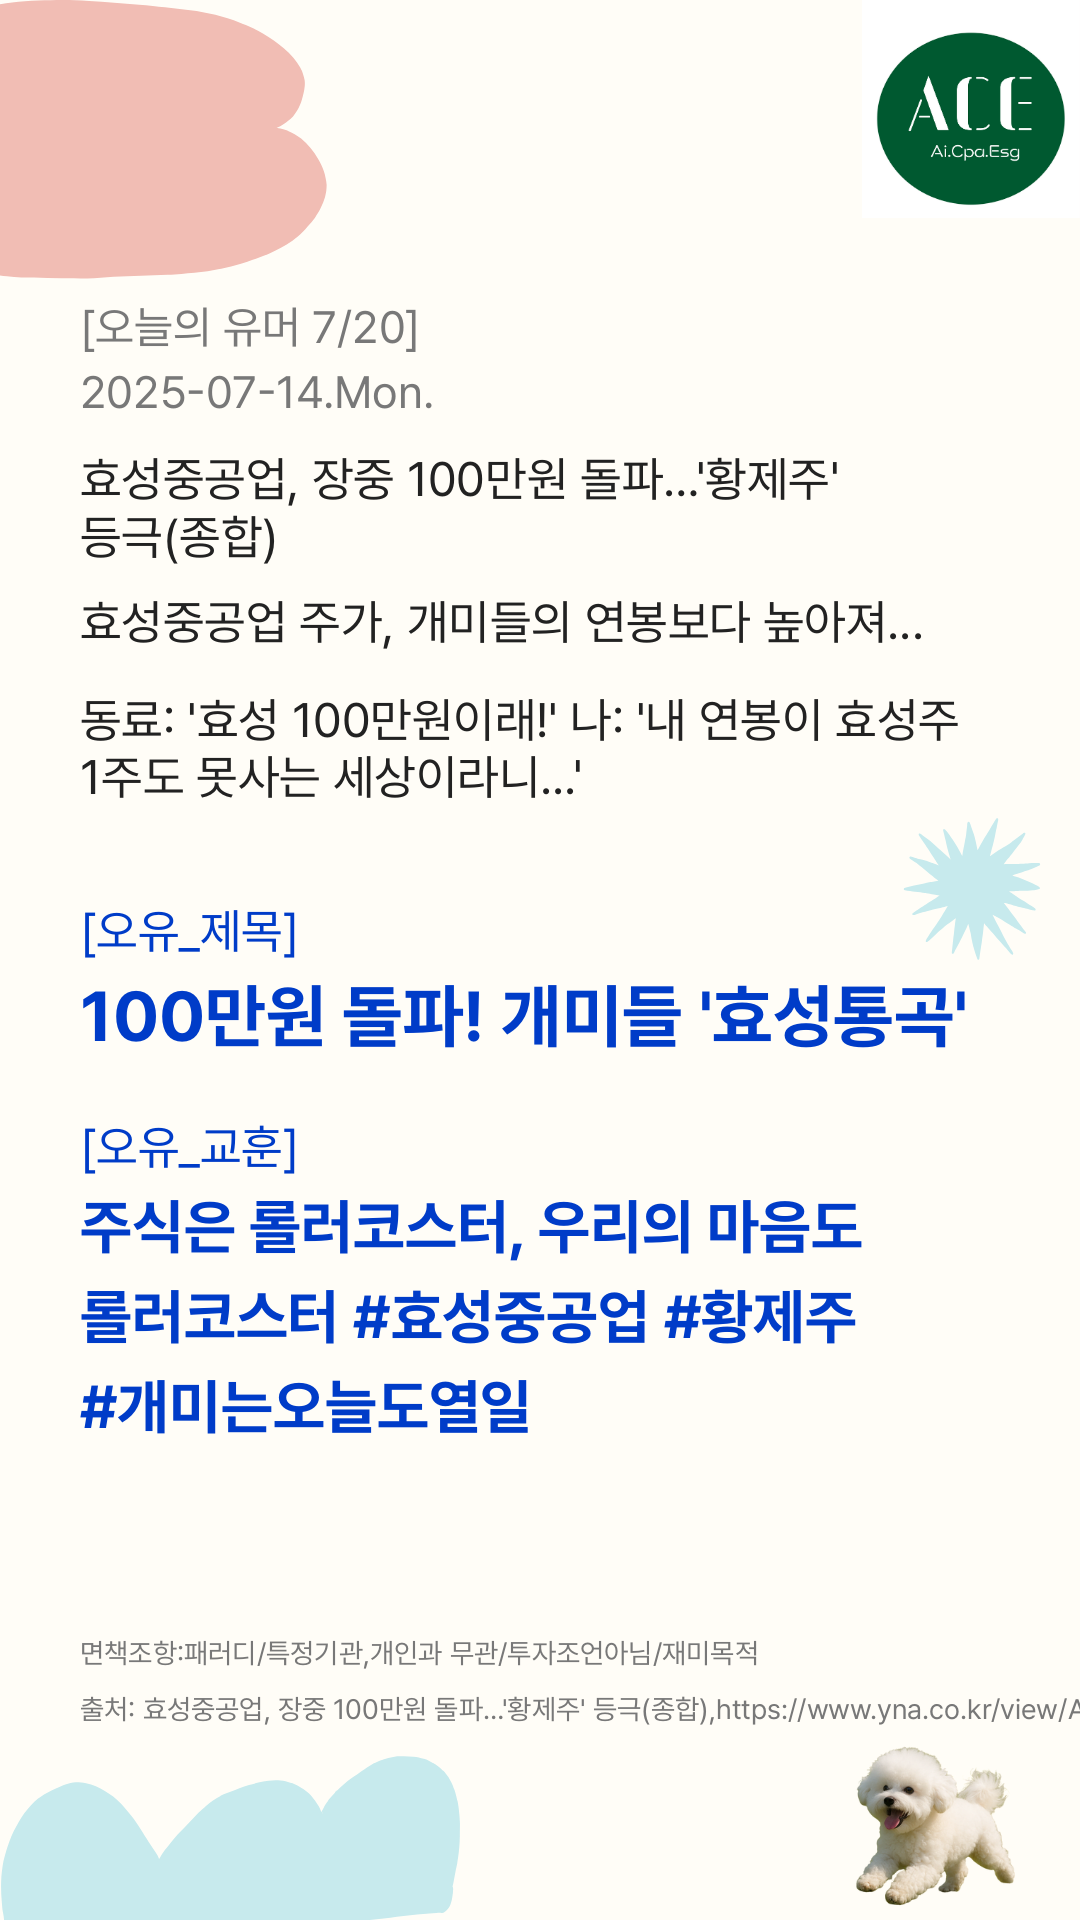 ACE
Ai.Cpa.Esg
[오늘의 유머 7/20]
2025-07-14.Mon.
효성중공업, 장중 100만원 돌파…'황제주'
등극(종합)
효성중공업 주가, 개미들의 연봉보다 높아져...
동료: '효성 100만원이래!' 나: '내 연봉이 효성주
1주도 못사는 세상이라니...'
[오유_제목]
100만원 돌파! 개미들 '효성통곡'
[오유_교훈]
주식은 롤러코스터, 우리의 마음도
롤러코스터 #효성중공업 #황제주
#개미는오늘도열일
면책조항:패러디/특정기관,개인과 무관/투자조언아님/재미목적
출처: 효성중공업, 장중 100만원 돌파…'황제주' 등극(종합),https://www.yna.co.kr/view/A